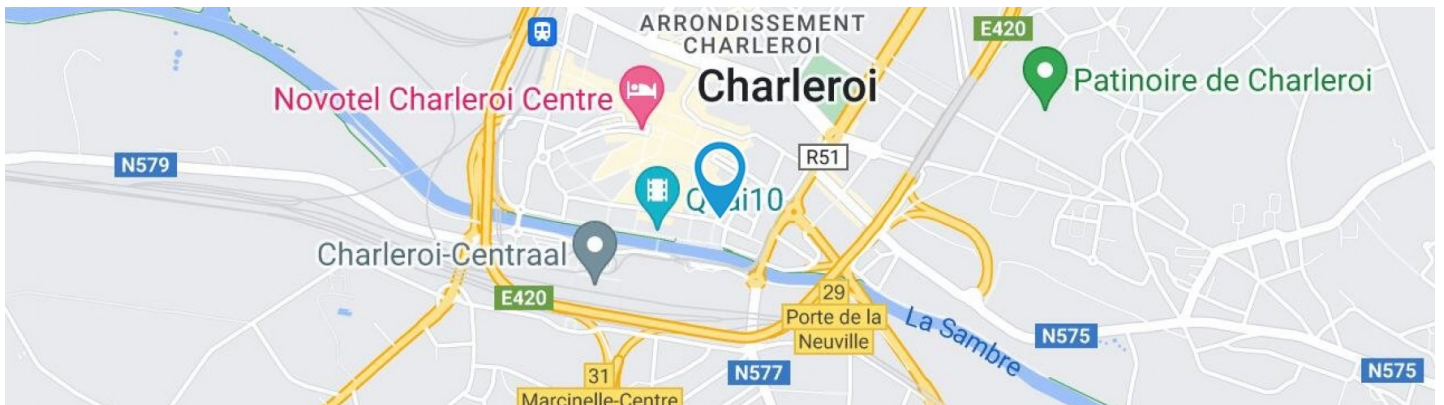 ARRONDISSEMENT
CHARLEROI
E420
Charleroi
Patinoire de Charleroi
Novotel Charleroi Centre
N579
R51
Quai10
Charleroi-Centraal
E420
29
Porte de la
Neuville
La Sambre
N575
31
Marcinelle-Centre
N577
N575